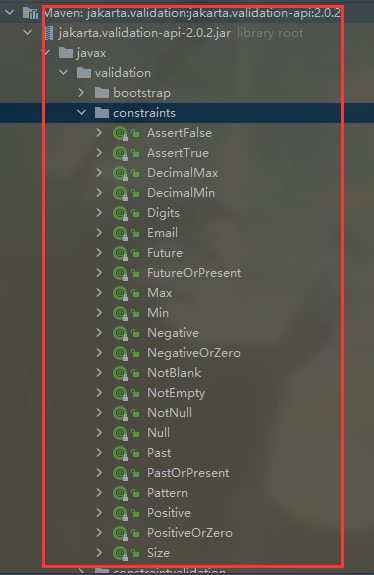 Maven: jakarta.validation:jakarta.validation-api:2.0.2
jakarta.validation-api-2.0.2.jar library root
javax
validation
bootstrap
constraints
AssertFalse
AssertTrue
DecimalMax
DecimalMin
Digits
Email
Future
FutureOrPresent
Max
Min
Negative
NegativeOrZero
NotBlank
NotEmpty
NotNull
Null
Past
PastOrPresent
Pattern
Positive
PositiveOrZero
Size
constraintvalidation